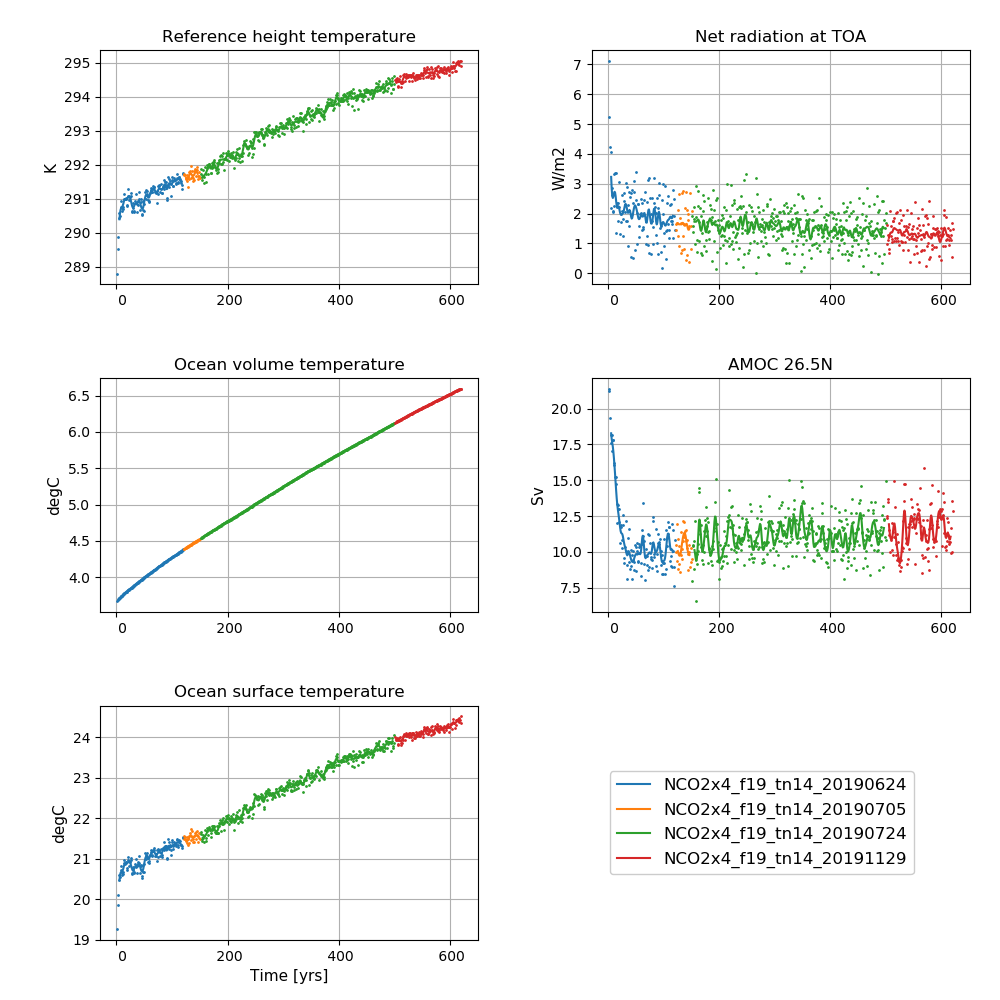 Reference height temperature
295
294
293
292
291
290
289
K
0 200 400 600
Net radiation at TOA
7
6
5
4
3
2
1
0
W/m2
0 200 400 600
Ocean volume temperature
6.5
6.0
5.5
5.0
4.5
4.0
degC
0 200 400 600
AMOC 26.5N
20.0
17.5
15.0
12.5
10.0
7.5
Sv
0 200 400 600
Ocean surface temperature
24
23
22
21
20
19
degC
0 200 400 600
Time [yrs]
NCO2x4_f19_tn14_20190624
NCO2x4_f19_tn14_20190705
NCO2x4_f19_tn14_20190724
NCO2x4_f19_tn14_20191129